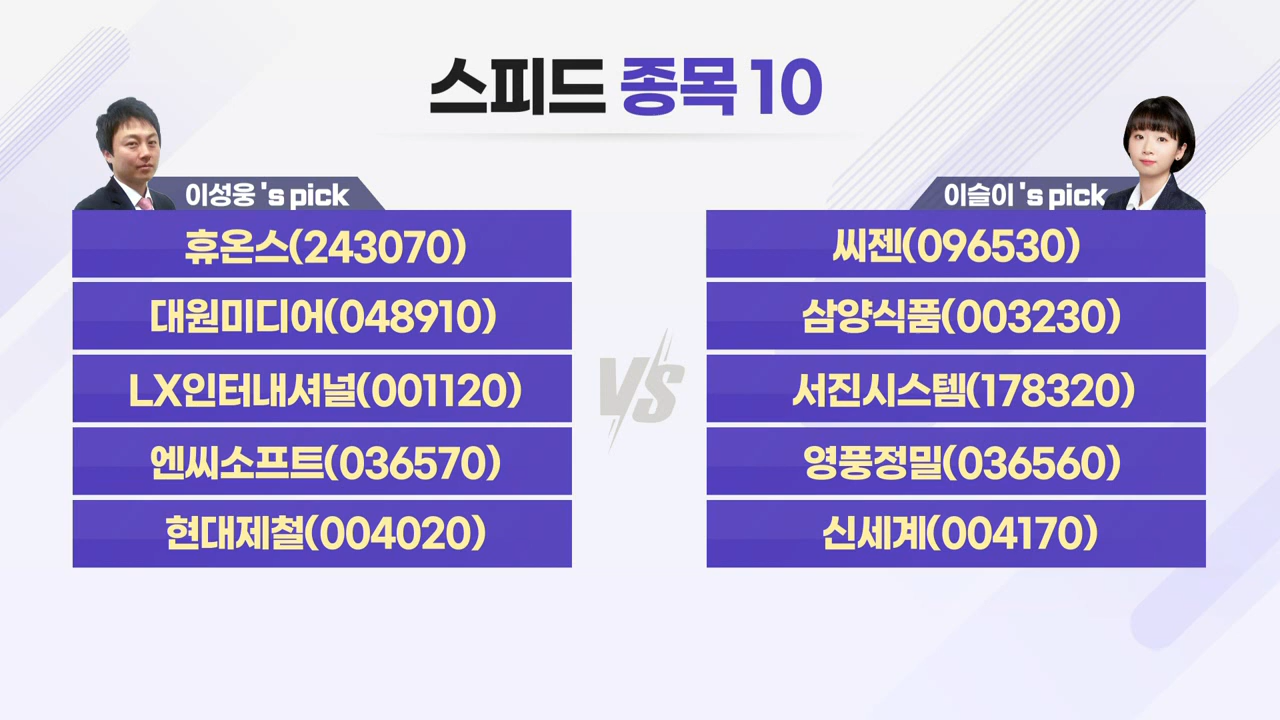 스피드 종목 10
이성웅 's pick
휴온스(243070)
대원미디어(048910)
LX인터내셔널(001120)
엔씨소프트(036570)
현대제철(004020)
VS
이슬이 's pick
씨젠(096530)
삼양식품(003230)
서진시스템(178320)
영풍정밀(036560)
신세계(004170)